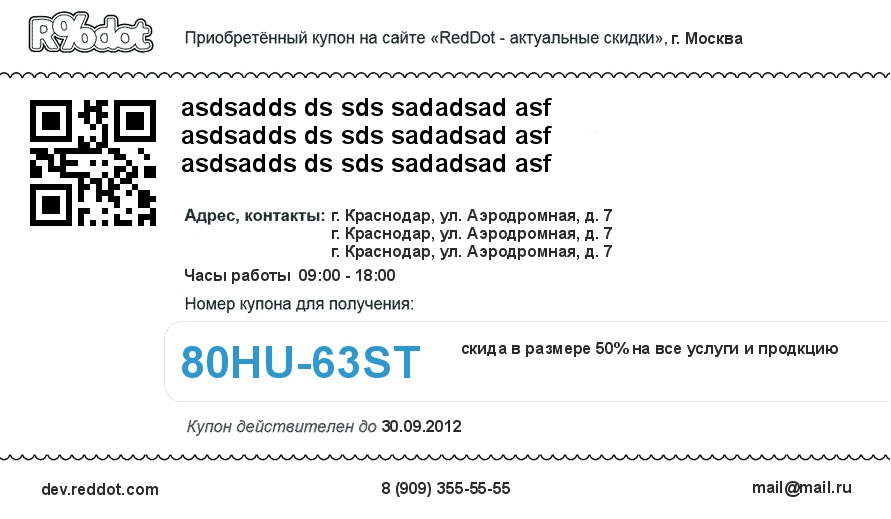 R%dot
Приобретённый купон на сайте «RedDot - актуальные скидки», г. Москва
asdsadds ds sds sadadsad asf
asdsadds ds sds sadadsad asf
asdsadds ds sds sadadsad asf
Адрес, контакты: г. Краснодар, ул. Аэродромная, д. 7
г. Краснодар, ул. Аэродромная, д. 7
г. Краснодар, ул. Аэродромная, д. 7
Часы работы 09:00 - 18:00
Номер купона для получения:
80HU-63ST скида в размере 50% на все услуги и продкцию
Купон действителен до 30.09.2012
dev.reddot.com 8 (909) 355-55-55 mail@mail.ru